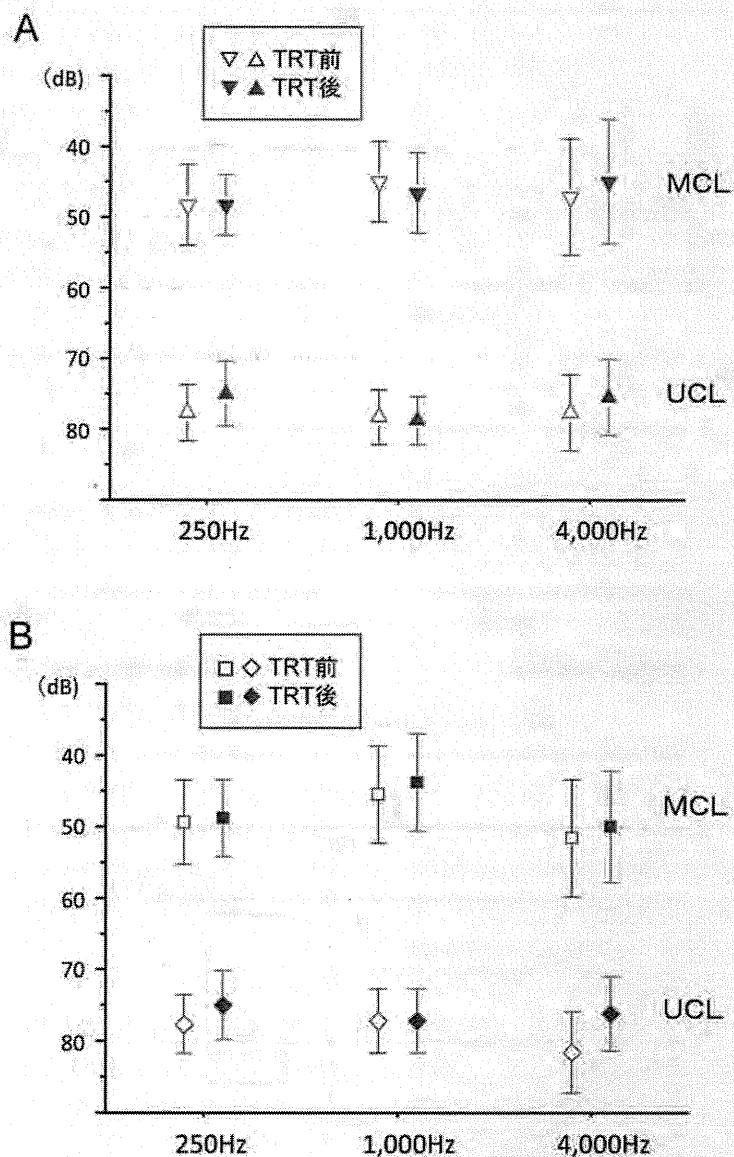 A
(dB)
▽ △ TRT前
▼ ▲ TRT後
40
50
60
70
80
MCL
UCL
250Hz
1,000Hz
4,000Hz
B
(dB)
□ ◇ TRT前
■ ◆ TRT後
40
50
60
70
80
MCL
UCL
250Hz
1,000Hz
4,000Hz